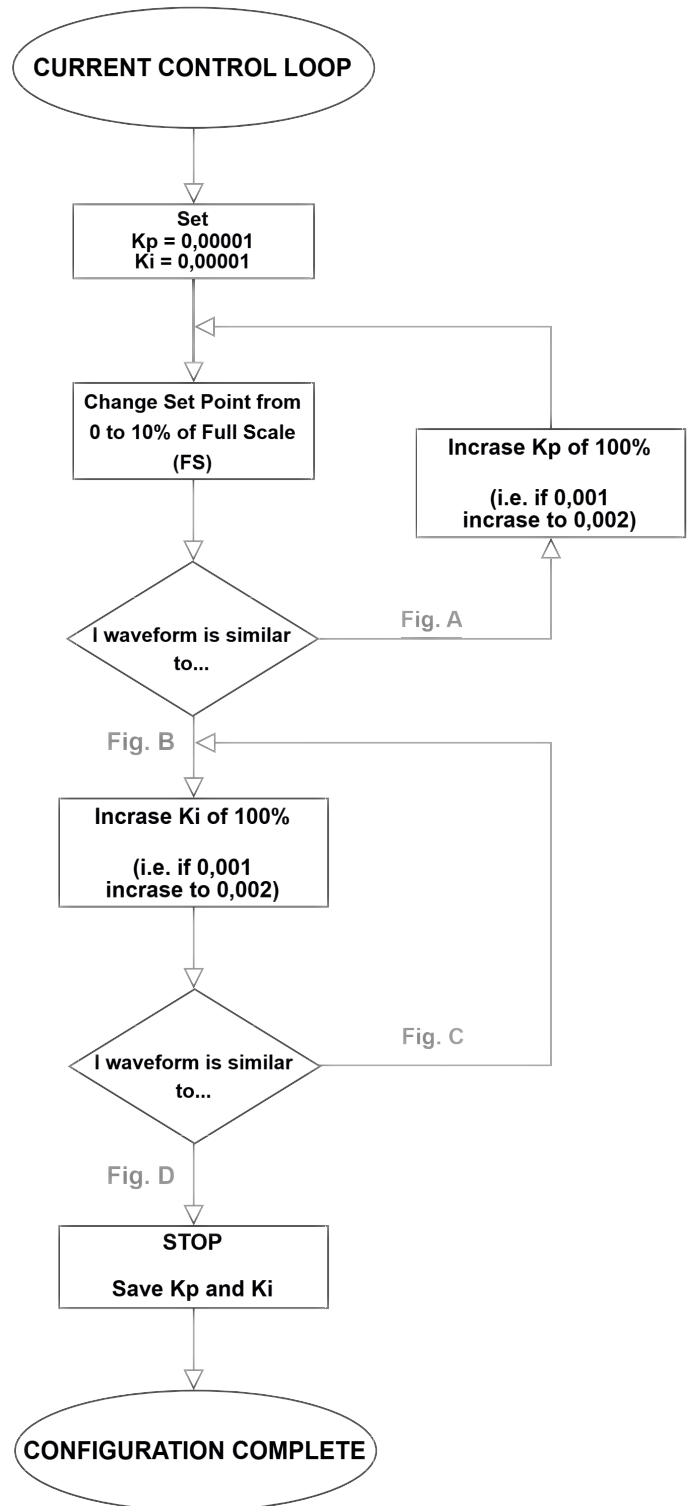 CURRENT CONTROL LOOP
Set
Kp = 0,00001
Ki = 0,00001
Change Set Point from
0 to 10% of Full Scale
(FS)
Incrase Kp of 100%
(i.e. if 0,001
incrase to 0,002)
I waveform is similar
to...
Fig. A
Fig. B
Incrase Ki of 100%
(i.e. if 0,001
incrase to 0,002)
I waveform is similar
to...
Fig. C
Fig. D
STOP
Save Kp and Ki
CONFIGURATION COMPLETE